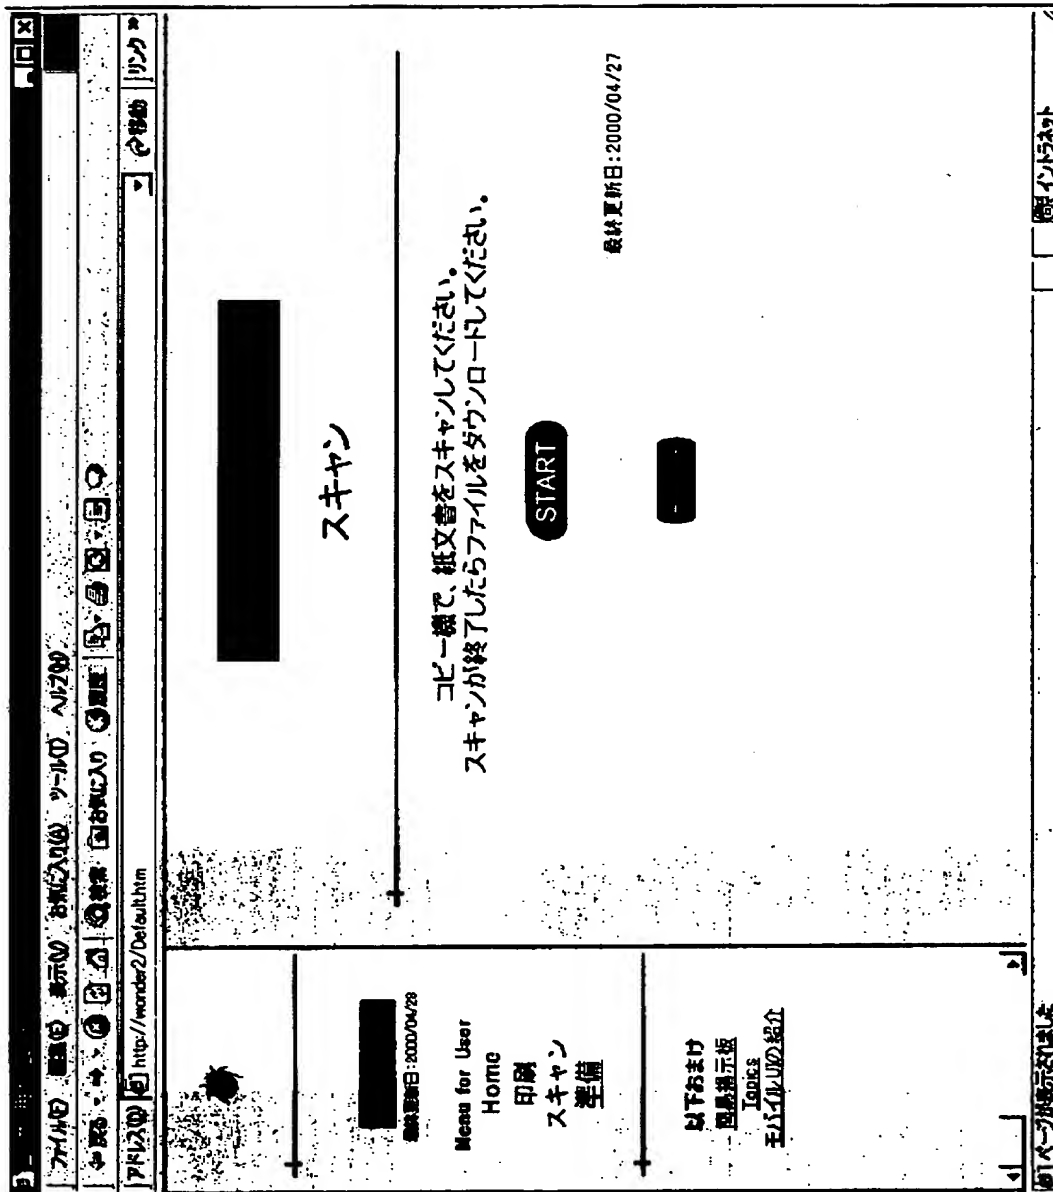 ファイル(F) 編集(E) 表示(V) お気に入り(A) ツール(T) ヘルプ(H)
戻る 検索 お気に入り 履歴
アドレス(D) http://wonder2/Default.htm 移動 リンク »
最終更新日:2000/04/28
Menu for User
Home
印刷
スキャン
準備
以下おまけ
簡易掲示板
Topics
モバイルUIの紹介
スキャン
コピー機で、紙文書をスキャンしてください。
スキャンが終了したらファイルをダウンロードしてください。
START
最終更新日:2000/04/27
ページが表示されました
イントラネット